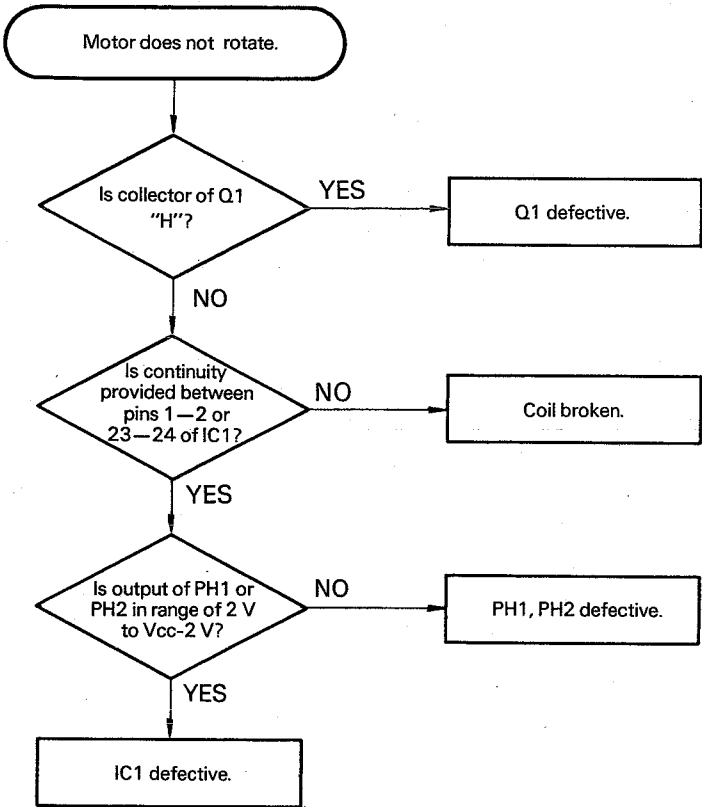 Motor does not rotate.
Is collector of Q1
"H"?
YES
Q1 defective.
NO
Is continuity
provided between
pins 1—2 or
23—24 of IC1?
NO
Coil broken.
YES
Is output of PH1 or
PH2 in range of 2 V
to Vcc-2 V?
NO
PH1, PH2 defective.
YES
IC1 defective.